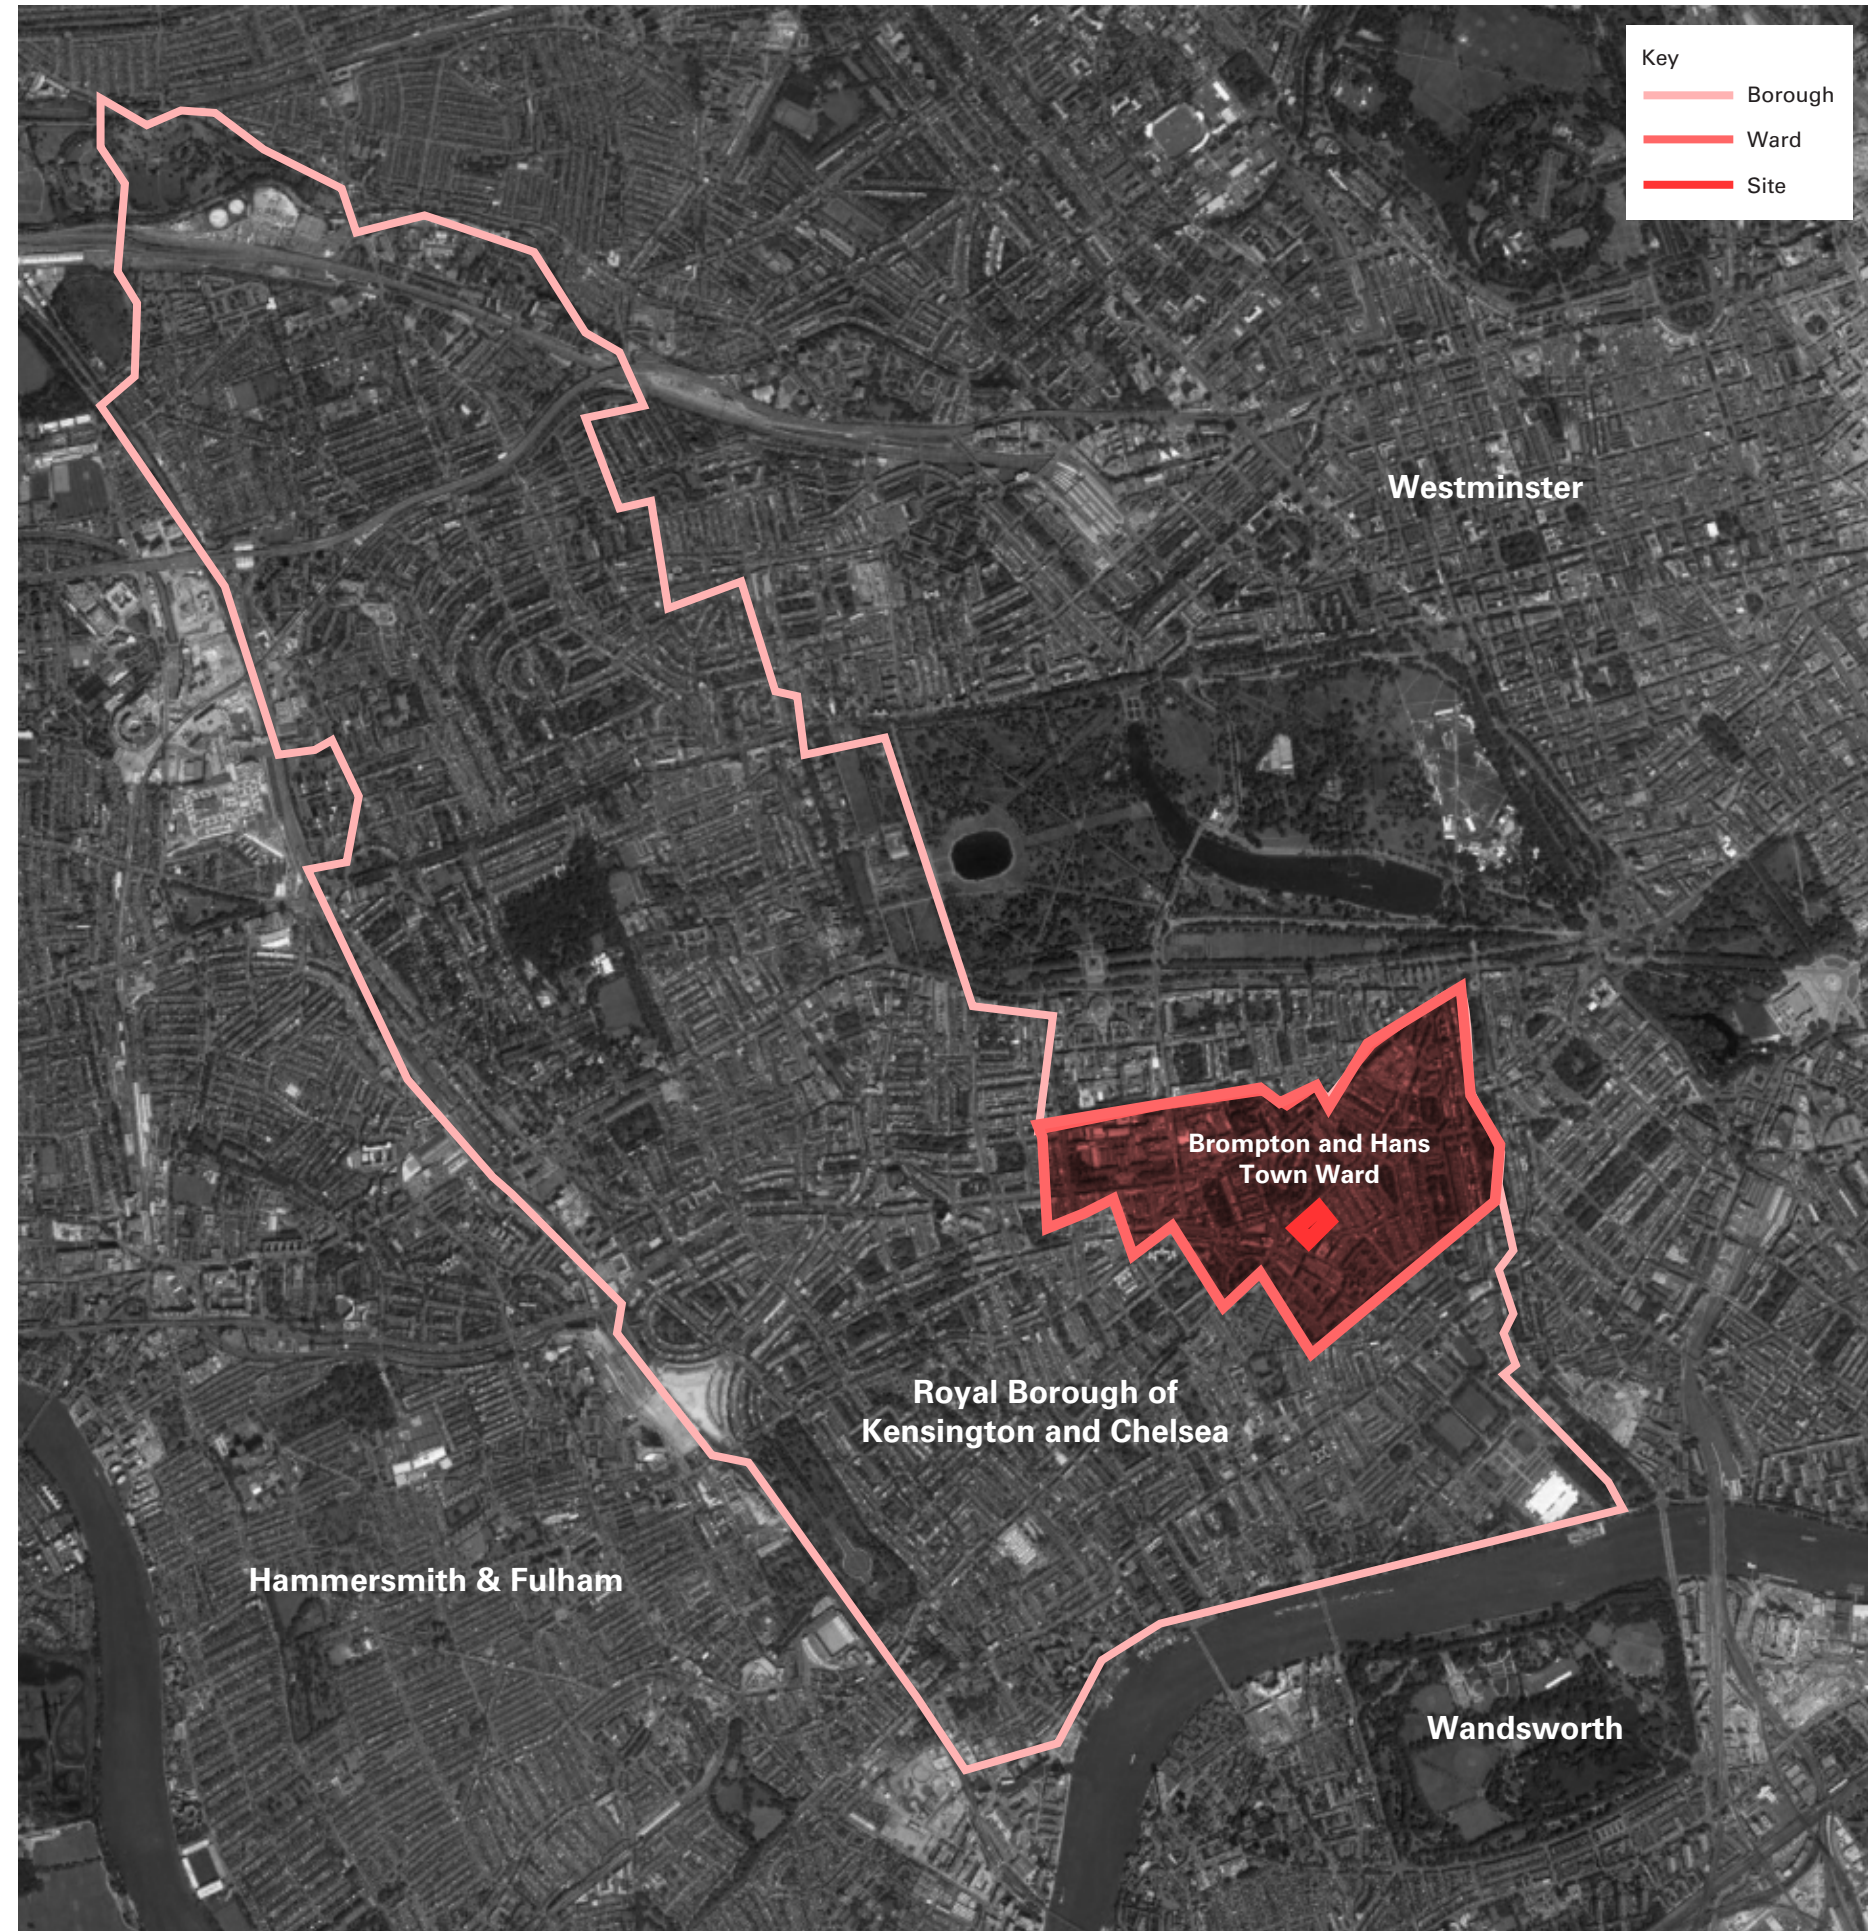 Key
Borough
Ward
Site
Westminster
Brompton and Hans
Town Ward
Royal Borough of
Kensington and Chelsea
Hammersmith & Fulham
Wandsworth